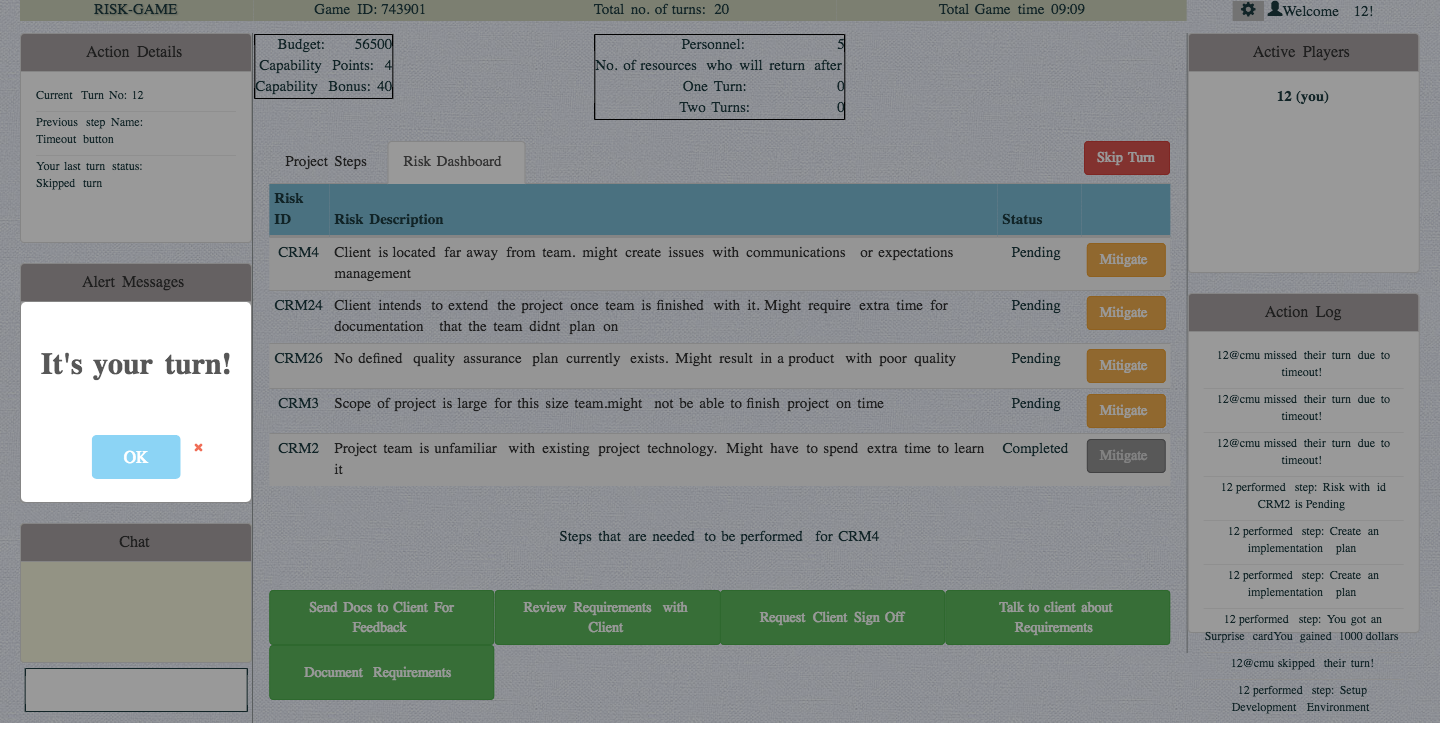 RISK-GAME
Game ID: 743901
Total no. of turns: 20
Total Game time 09:09
Welcome 12!
Action Details
Current Turn No: 12
Previous step Name:
Timeout button
Your last turn status:
Skipped turn
Alert Messages
It's your turn!
OK
Chat
Budget: 56500
Capability Points: 4
Capability Bonus: 40
Personnel: 5
No. of resources who will return after
One Turn: 0
Two Turns: 0
Project Steps
Risk Dashboard
Skip Turn
Risk
ID
Risk Description
Status
CRM4
Client is located far away from team. might create issues with communications or expectations
management
Pending
Mitigate
CRM24
Client intends to extend the project once team is finished with it. Might require extra time for
documentation that the team didnt plan on
Pending
Mitigate
CRM26
No defined quality assurance plan currently exists. Might result in a product with poor quality
Pending
Mitigate
CRM3
Scope of project is large for this size team.might not be able to finish project on time
Pending
Mitigate
CRM2
Project team is unfamiliar with existing project technology. Might have to spend extra time to learn
it
Completed
Mitigate
Steps that are needed to be performed for CRM4
Send Docs to Client For
Feedback
Review Requirements with
Client
Request Client Sign Off
Talk to client about
Requirements
Document Requirements
Active Players
12 (you)
Action Log
12@cmu missed their turn due to
timeout!
12@cmu missed their turn due to
timeout!
12@cmu missed their turn due to
timeout!
12 performed step: Risk with id
CRM2 is Pending
12 performed step: Create an
implementation plan
12 performed step: Create an
implementation plan
12 performed step: You got an
Surprise cardYou gained 1000 dollars
12@cmu skipped their turn!
12 performed step: Setup
Development Environment